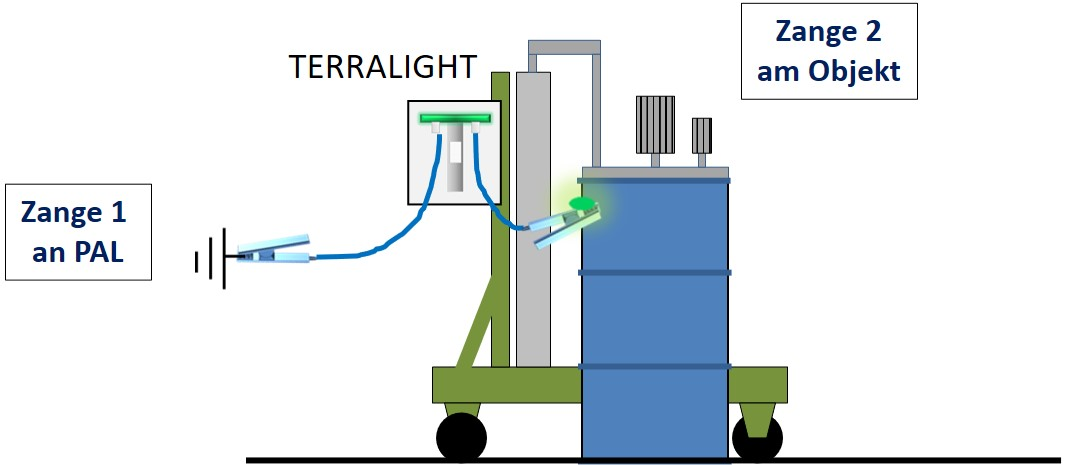 TERRALIGHT
Zange 2
am Objekt
Zange 1
an PAL